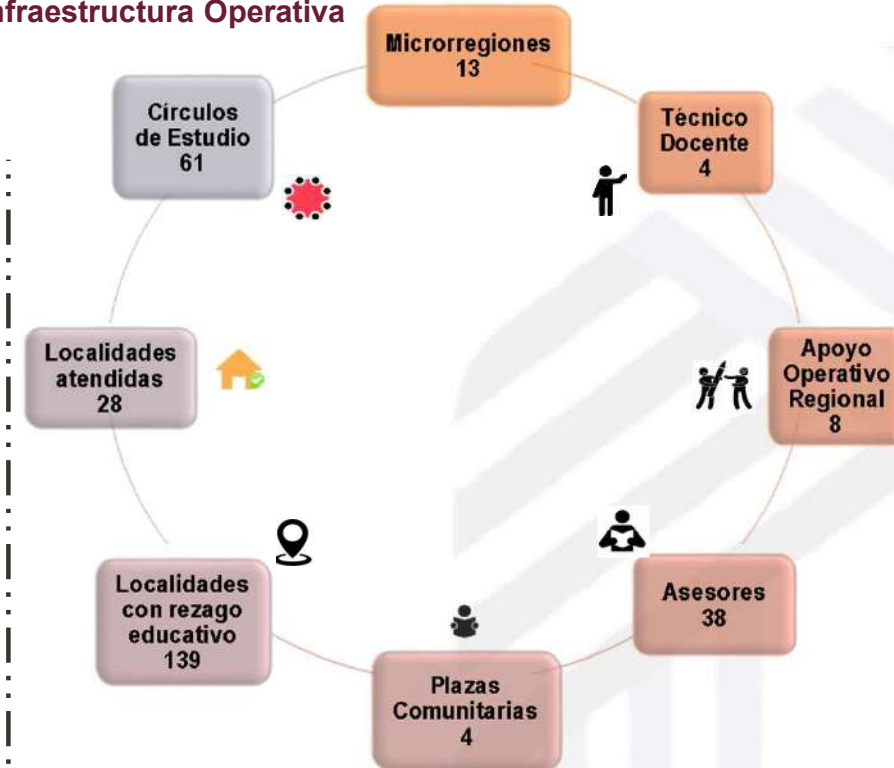 nfraestructura Operativa
Microrregiones
13
Técnico
Docente
4
Apoyo
Operativo
Regional
8
Asesores
38
Plazas
Comunitarias
4
Localidades
con rezago
educativo
139
Localidades
atendidas
28
Círculos
de Estudio
61